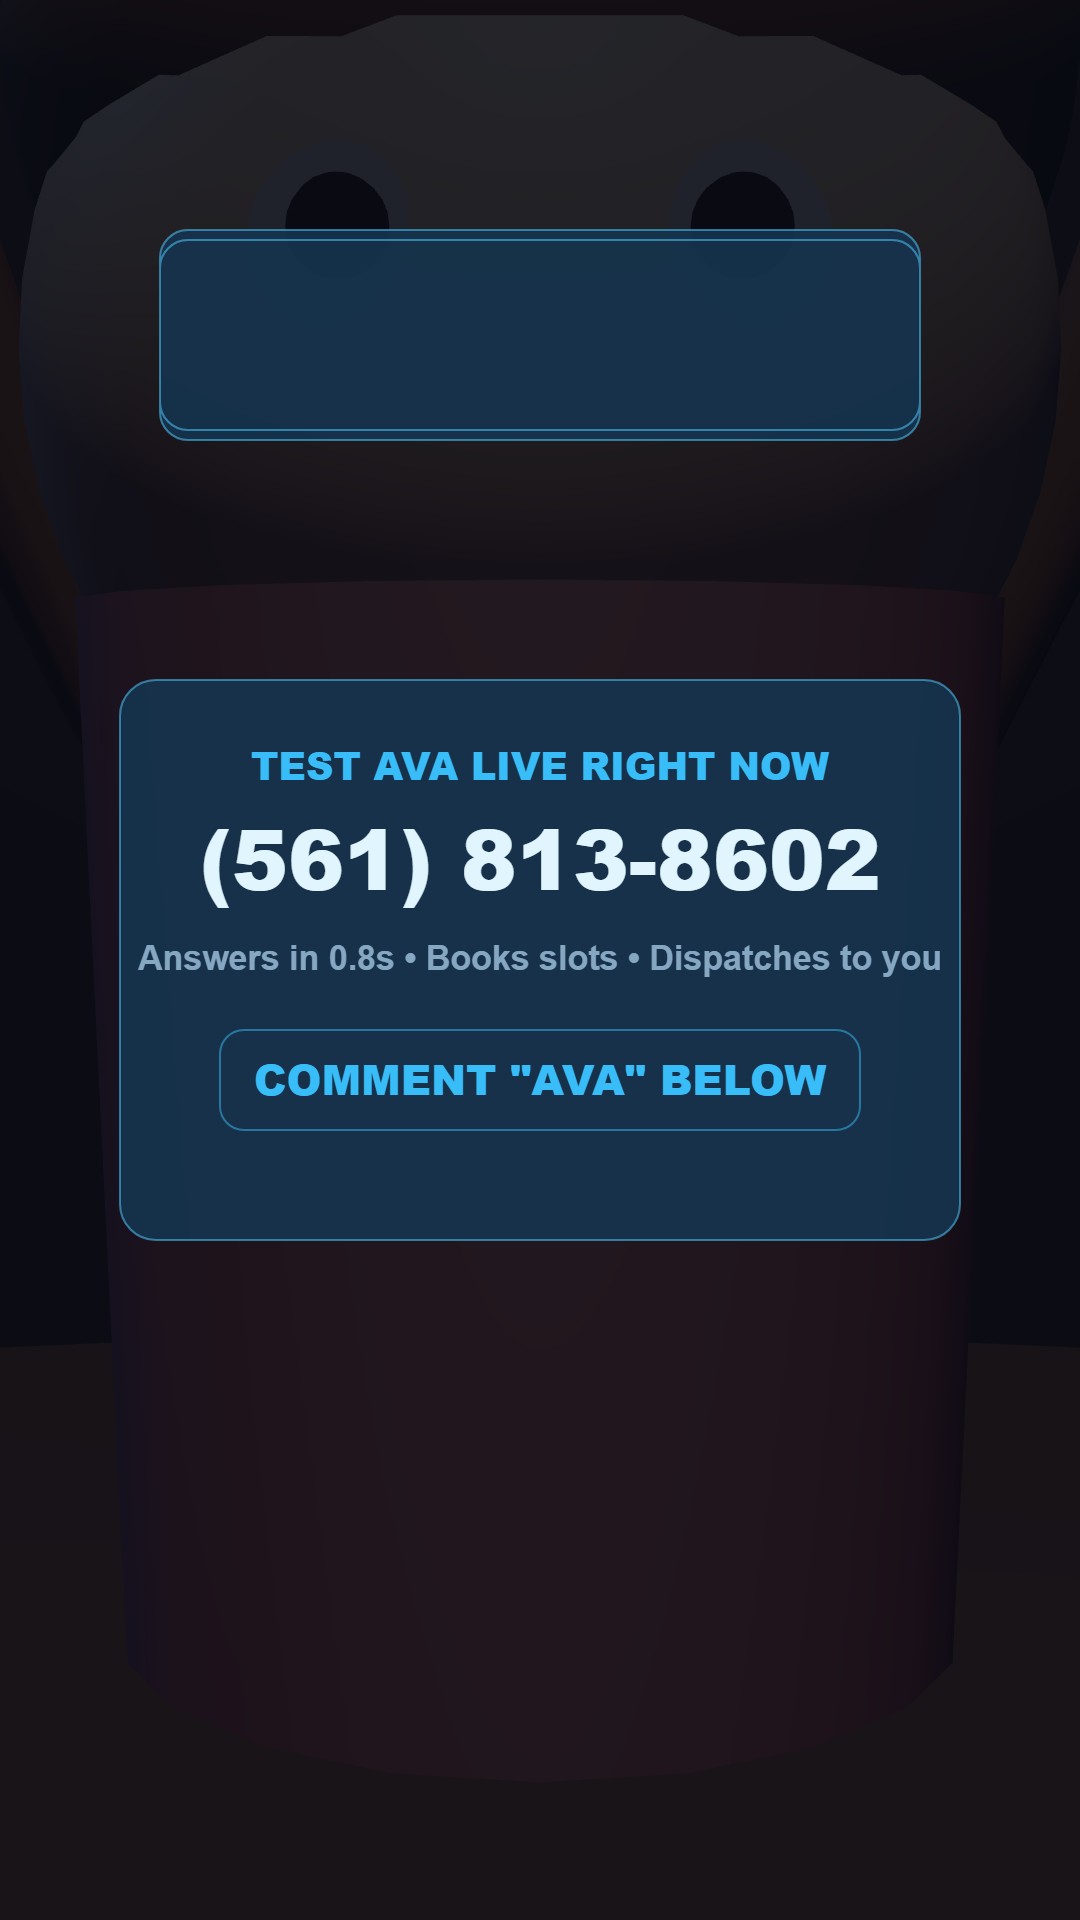 TEST AVA LIVE RIGHT NOW
(561) 813-8602
Answers in 0.8s • Books slots • Dispatches to you
COMMENT "AVA" BELOW